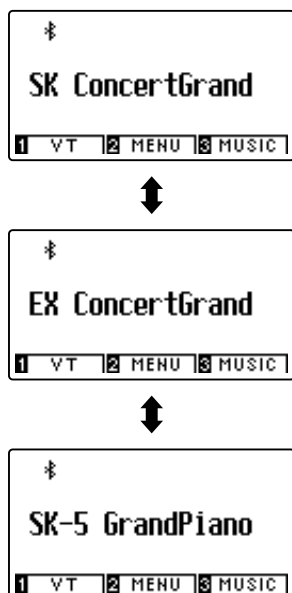 SK ConcertGrand
1 VT 2 MENU 3 MUSIC
EX ConcertGrand
1 VT 2 MENU 3 MUSIC
SK-5 GrandPiano
1 VT 2 MENU 3 MUSIC